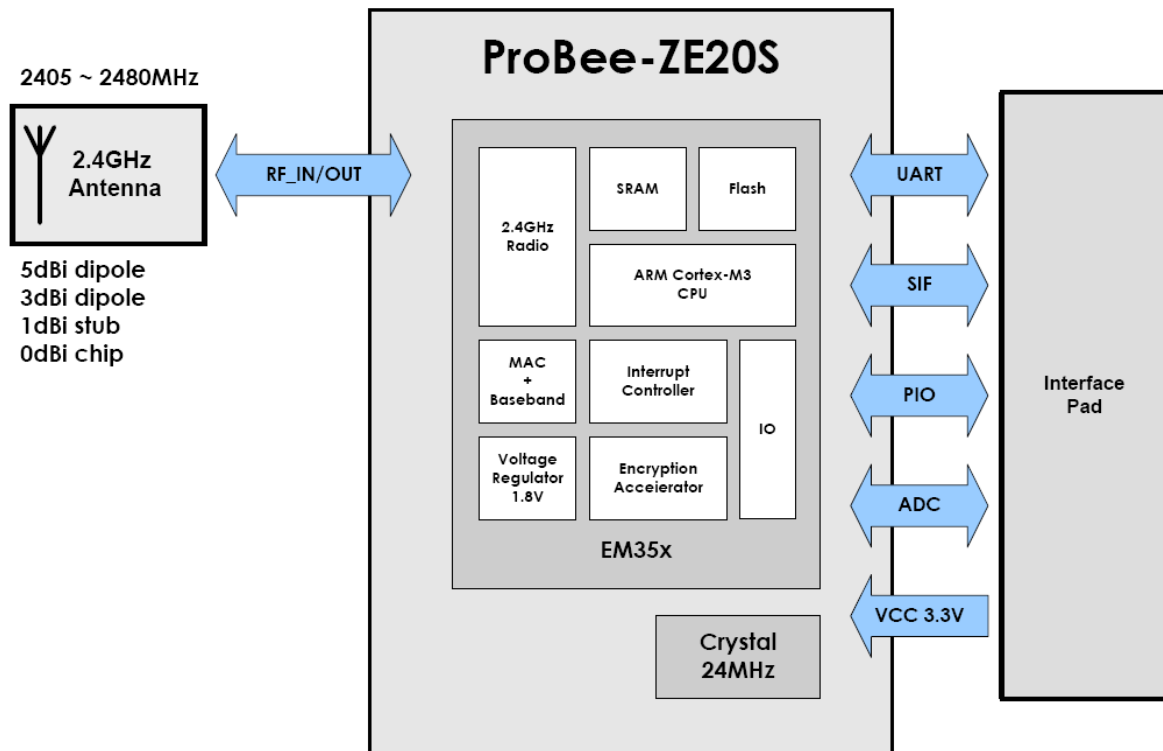 ProBee-ZE20S
2405 ~ 2480MHz
2.4GHz
Antenna
5dBi dipole
3dBi dipole
1dBi stub
0dBi chip
RF_IN/OUT
2.4GHz
Radio
SRAM
Flash
ARM Cortex-M3
CPU
MAC
+
Baseband
Interrupt
Controller
IO
Voltage
Regulator
1.8V
Encryption
Acceierator
EM35x
Crystal
24MHz
UART
SIF
PIO
ADC
VCC 3.3V
Interface
Pad